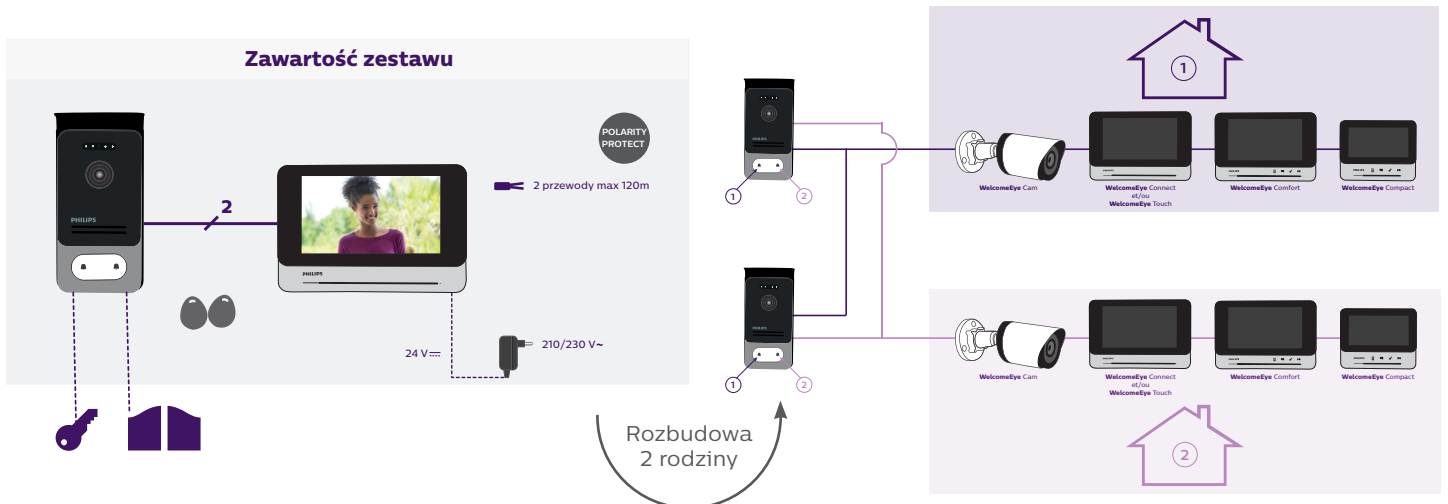 Zawartość zestawu
POLARITY
PROTECT
2 przewody max 120m
2
PHILIPS
PHILIPS
24 V
210/230 V~
Rozbudowa
2 rodziny
PHILIPS
1
2
PHILIPS
1
2
1
WelcomeEye Cam
WelcomeEye Connect
et/ou
WelcomeEye Touch
WelcomeEye Comfort
WelcomeEye Compact
WelcomeEye Cam
WelcomeEye Connect
et/ou
WelcomeEye Touch
WelcomeEye Comfort
WelcomeEye Compact
2